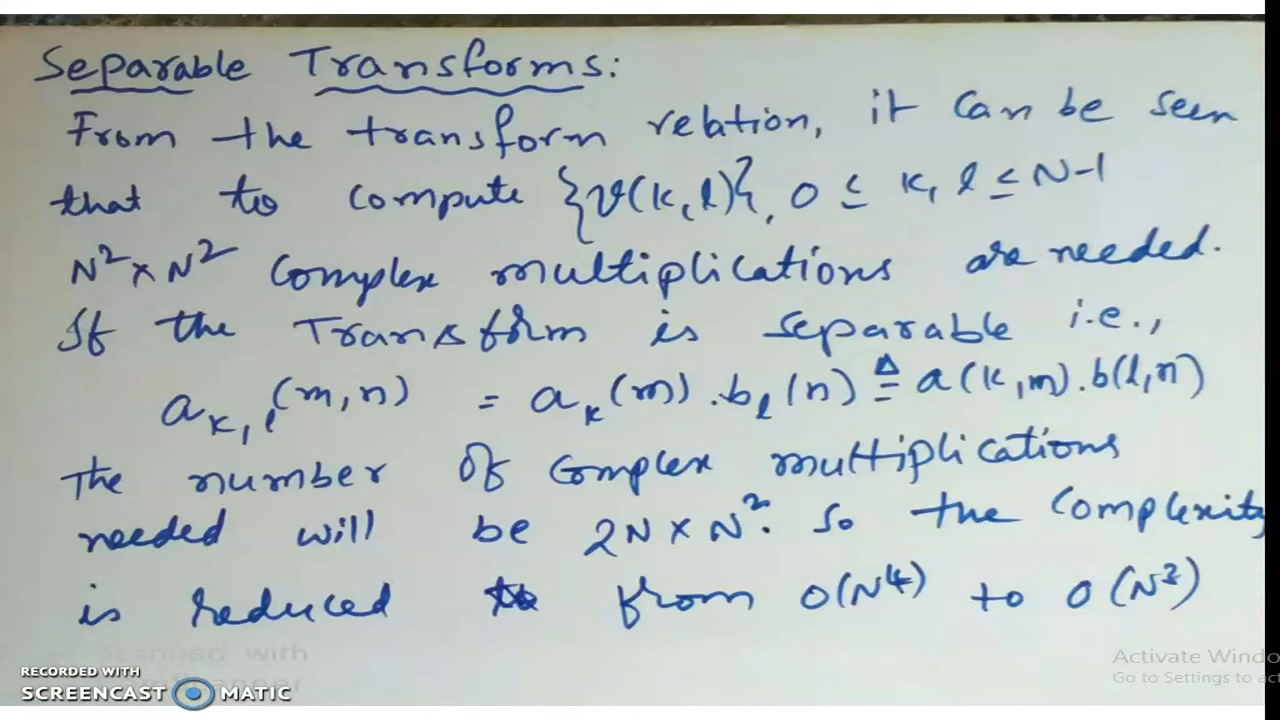 Separable Transforms:
From the transform relation, it can be seen
that to compute {v(k,l)}, 0 ≤ k, l ≤ N-1
N² x N² Complex multiplications are needed.
If the Transform is separable i.e.,
a_{k,l}(m,n) = a_k(m) . b_l(n) ≜ a(k,m) . b(l,n)
The number of Complex multiplications
needed will be 2N x N². So the Complexity
is reduced from O(N⁴) to O(N³)
Scanned with
RECORDED WITH
SCREENCAST MATIC
Activate Windo
Go to Settings to act